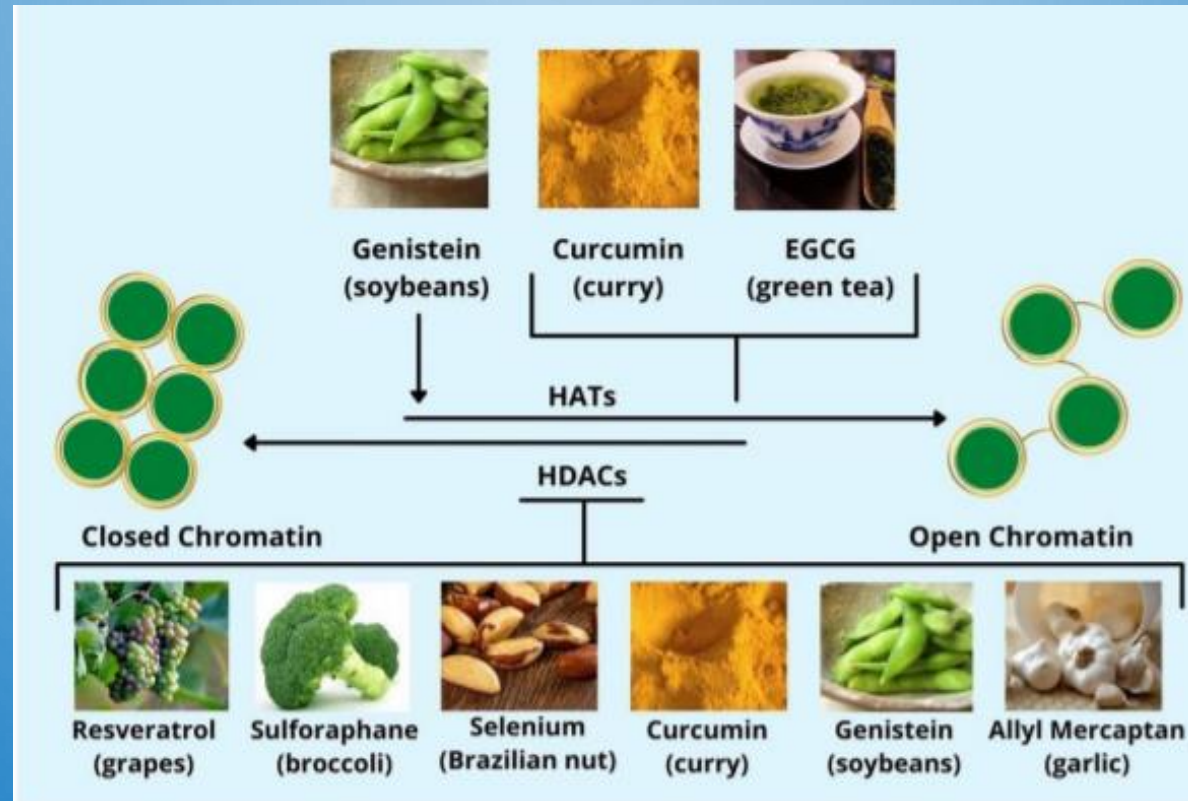 Genistein
(soybeans)
Curcumin
(curry)
EGCG
(green tea)
HATs
HDACs
Closed Chromatin
Open Chromatin
Resveratrol
(grapes)
Sulforaphane
(broccoli)
Selenium
(Brazilian nut)
Curcumin
(curry)
Genistein
(soybeans)
Allyl Mercaptan
(garlic)